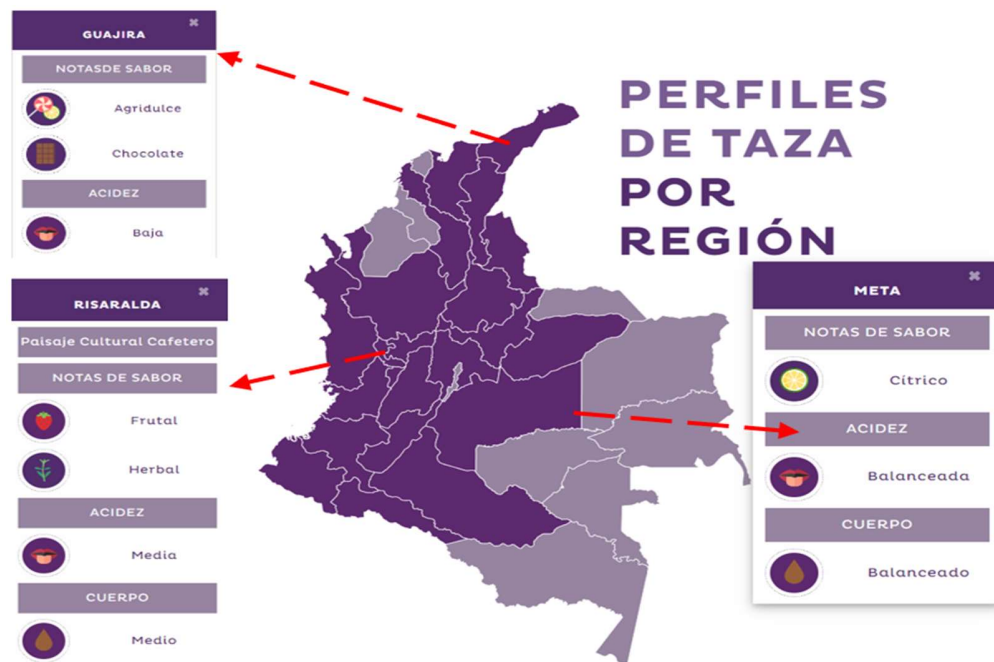 GUAJIRA
NOTASDE SABOR
Agridulce
Chocolate
ACIDEZ
Baja
PERFILES
DE TAZA
POR
REGIÓN
RISARALDA
Paisaje Cultural Cafetero
NOTAS DE SABOR
Frutal
Herbal
ACIDEZ
Media
CUERPO
Medio
META
NOTAS DE SABOR
Cítrico
ACIDEZ
Balanceada
CUERPO
Balanceado